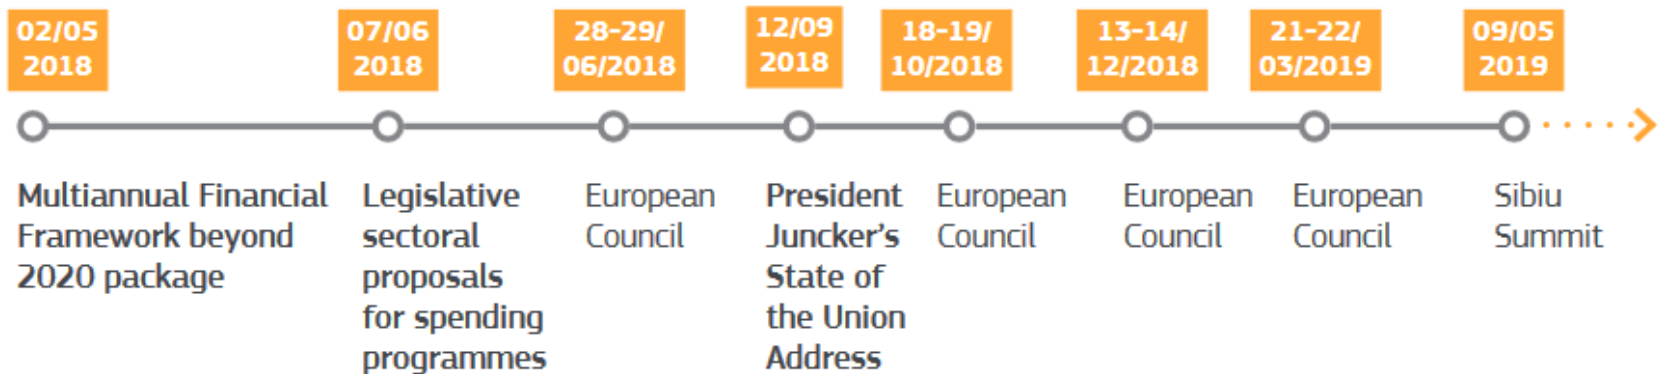 02/05
2018
07/06
2018
28-29/
06/2018
12/09
2018
18-19/
10/2018
13-14/
12/2018
21-22/
03/2019
09/05
2019
Multiannual Financial
Framework beyond
2020 package
Legislative
sectoral
proposals
for spending
programmes
European
Council
President
Juncker's
State of
the Union
Address
European
Council
European
Council
European
Council
Sibiu
Summit